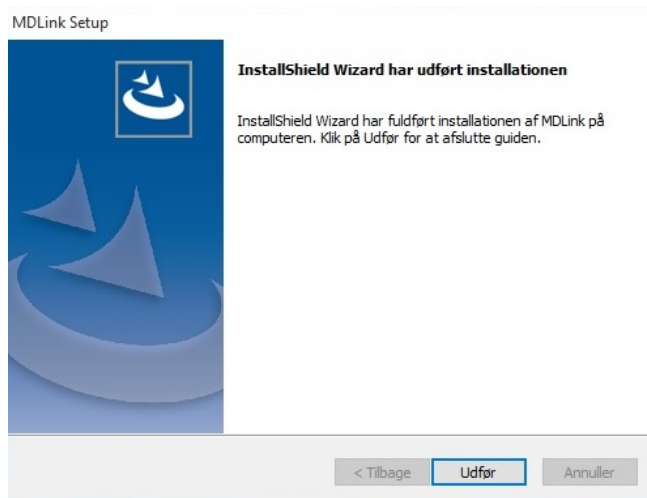 MDLink Setup
InstallShield Wizard har udført installationen
InstallShield Wizard har fuldført installationen af MDLink på
computeren. Klik på Udfør for at afslutte guiden.
< Tilbage Udfør Annuller